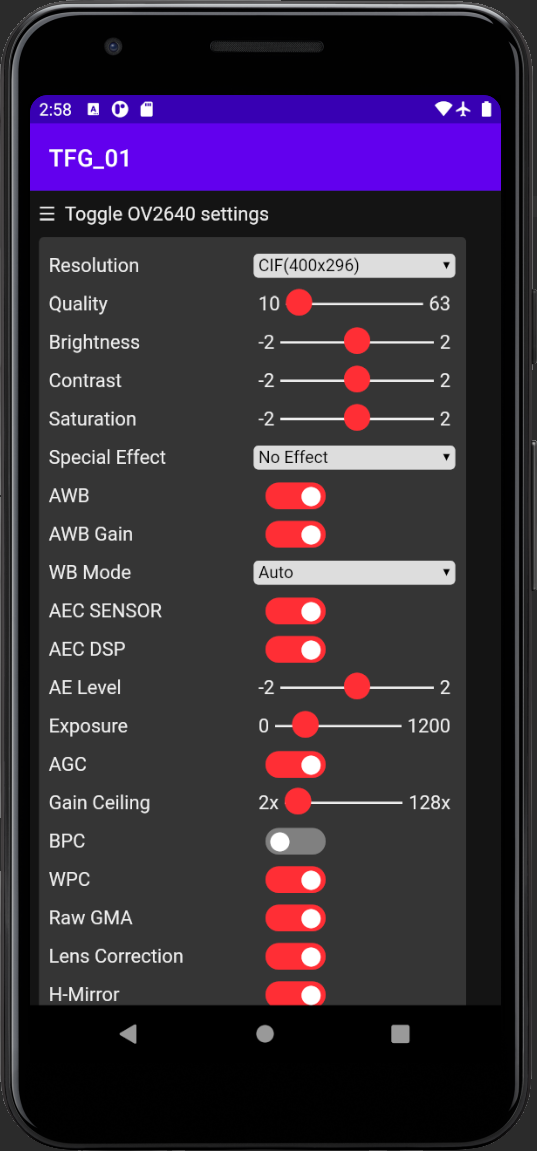 2:58
TFG_01
☰ Toggle OV2640 settings
Resolution CIF(400x296)
Quality 10 63
Brightness -2 2
Contrast -2 2
Saturation -2 2
Special Effect No Effect
AWB
AWB Gain
WB Mode Auto
AEC SENSOR
AEC DSP
AE Level -2 2
Exposure 0 1200
AGC
Gain Ceiling 2x 128x
BPC
WPC
Raw GMA
Lens Correction
H-Mirror